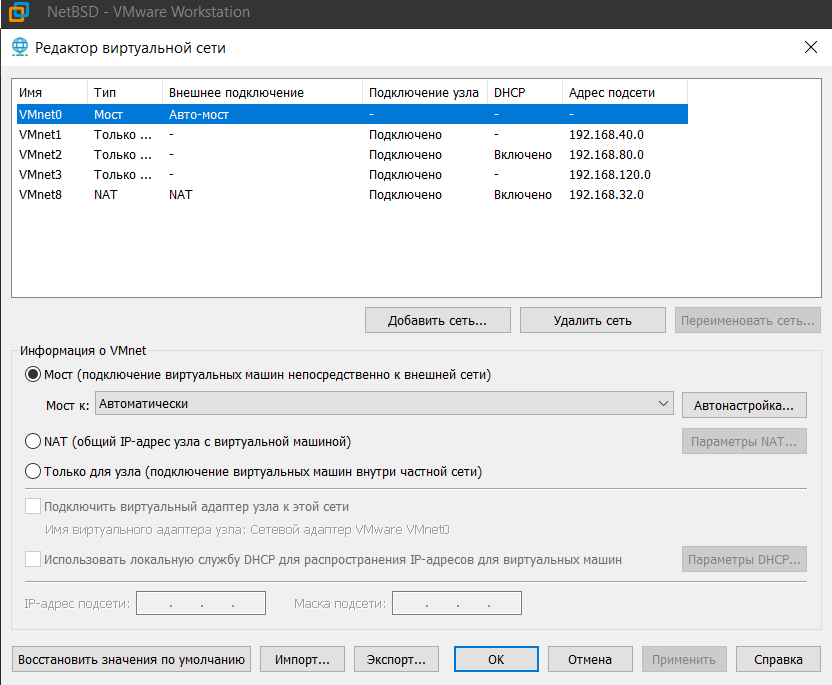 NetBSD - VMware Workstation
Редактор виртуальной сети
Имя Тип Внешнее подключение Подключение узла DHCP Адрес подсети
VMnet0 Мост Авто-мост - - -
VMnet1 Только ... - Подключено - 192.168.40.0
VMnet2 Только ... - Подключено Включено 192.168.80.0
VMnet3 Только ... - Подключено - 192.168.120.0
VMnet8 NAT NAT Подключено Включено 192.168.32.0
Добавить сеть... Удалить сеть Переименовать сеть...
Информация о VMnet
Мост (подключение виртуальных машин непосредственно к внешней сети)
Мост к: Автоматически Автонастройка...
NAT (общий IP-адрес узла с виртуальной машиной) Параметры NAT...
Только для узла (подключение виртуальных машин внутри частной сети)
Подключить виртуальный адаптер узла к этой сети
Имя виртуального адаптера узла: Сетевой адаптер VMware VMnet0
Использовать локальную службу DHCP для распространения IP-адресов для виртуальных машин Параметры DHCP...
IP-адрес подсети: . . . Маска подсети: . . .
Восстановить значения по умолчанию Импорт... Экспорт... ОК Отмена Применить Справка